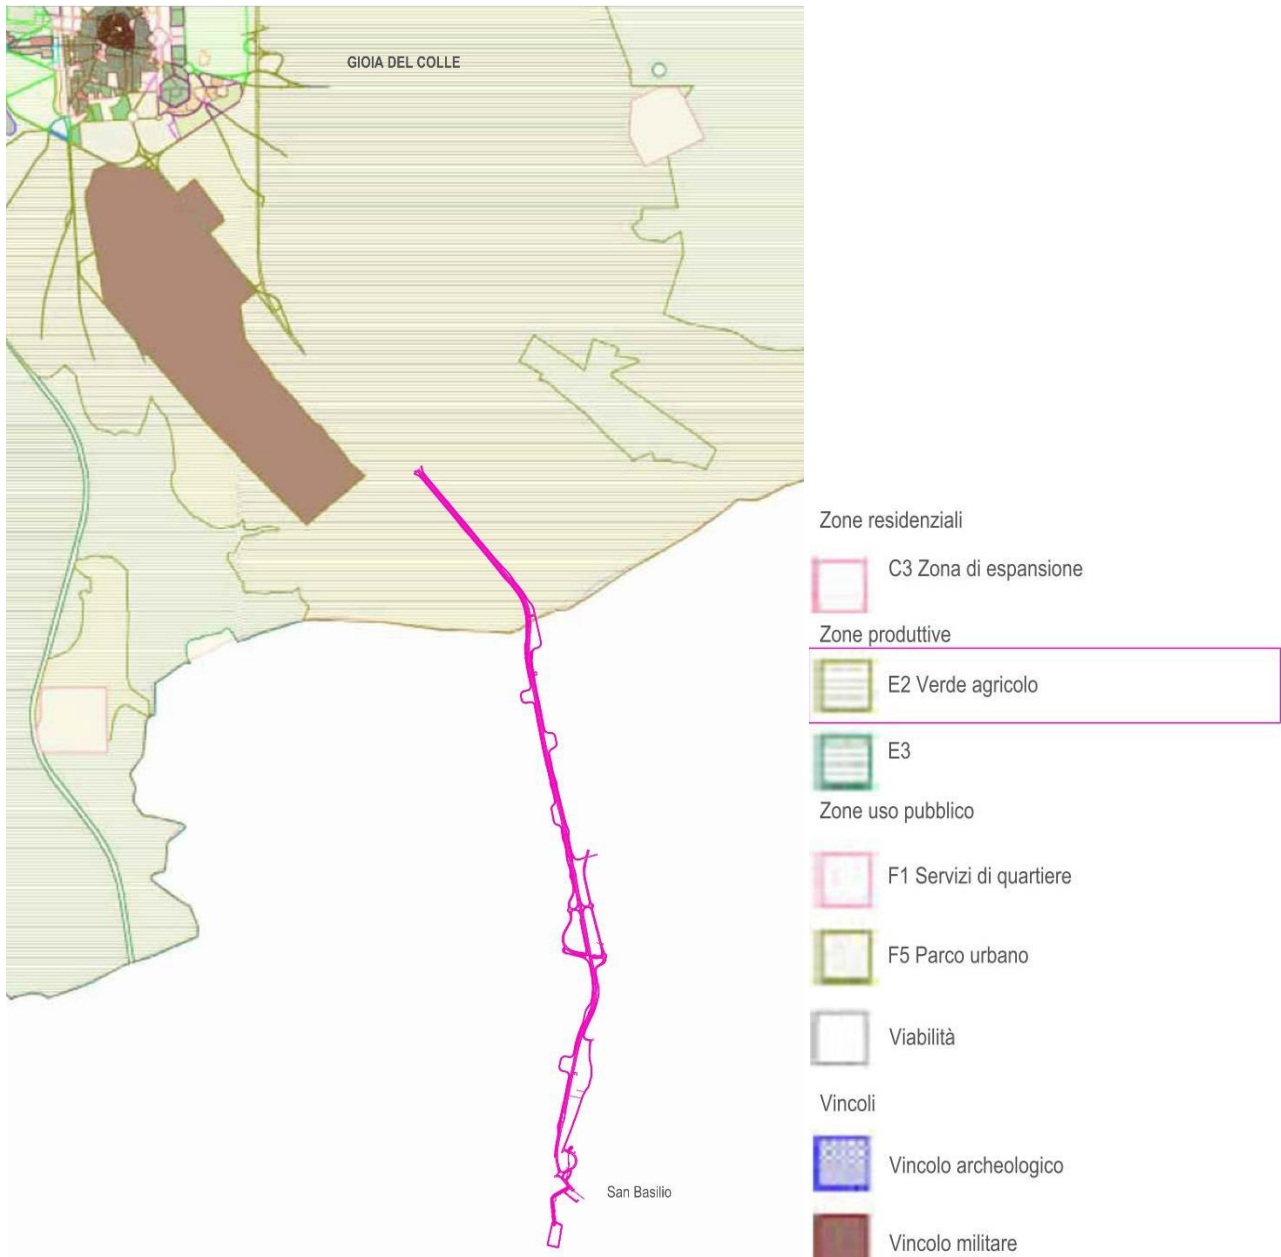 GIOIA DEL COLLE
San Basilio
Zone residenziali
C3 Zona di espansione
Zone produttive
E2 Verde agricolo
E3
Zone uso pubblico
F1 Servizi di quartiere
F5 Parco urbano
Viabilità
Vincoli
Vincolo archeologico
Vincolo militare